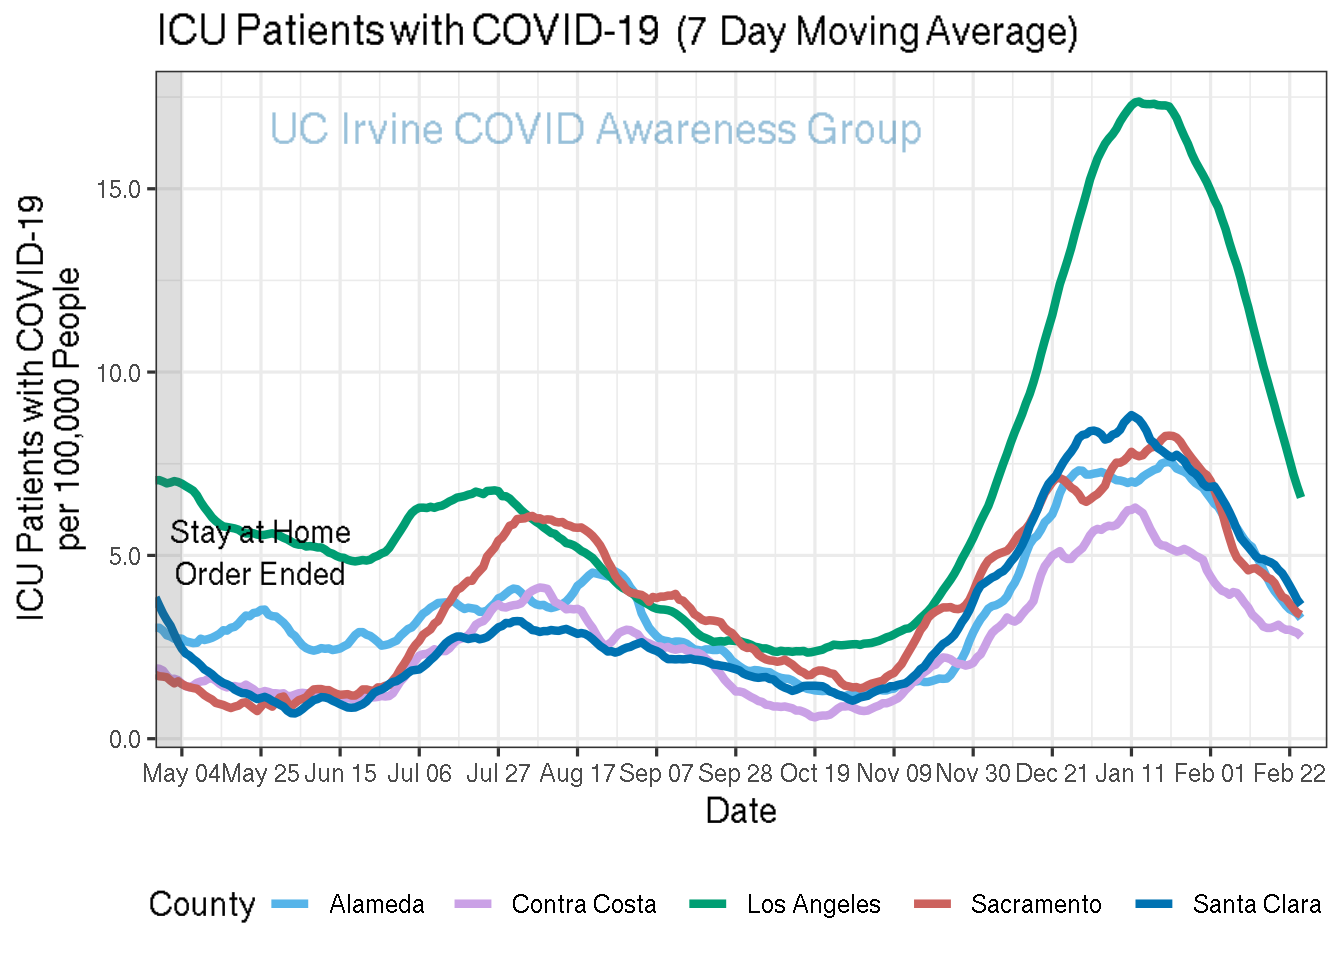 ICU Patients with COVID-19 (7 Day Moving Average)
UC Irvine COVID Awareness Group
ICU Patients with COVID-19
per 100,000 People
15.0
10.0
5.0
0.0
Stay at Home
Order Ended
May 04 May 25 Jun 15 Jul 06 Jul 27 Aug 17 Sep 07 Sep 28 Oct 19 Nov 09 Nov 30 Dec 21 Jan 11 Feb 01 Feb 22
Date
County Alameda Contra Costa Los Angeles Sacramento Santa Clara